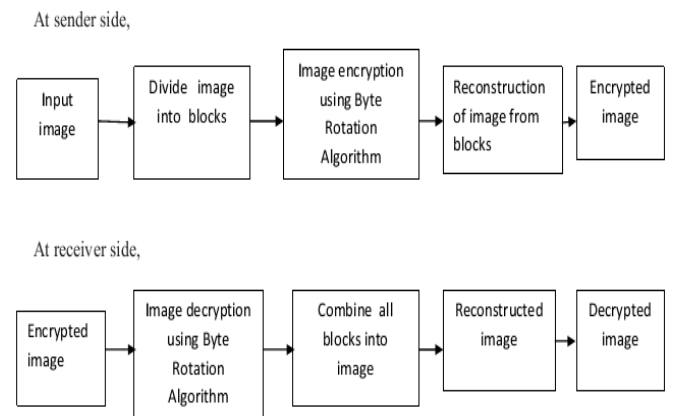 At sender side,
Input
image
Divide image
into blocks
Image encryption
using Byte
Rotation
Algorithm
Reconstruction
of image from
blocks
Encrypted
image
At receiver side,
Encrypted
image
Image decryption
using Byte
Rotation
Algorithm
Combine all
blocks into
image
Reconstructed
image
Decrypted
image